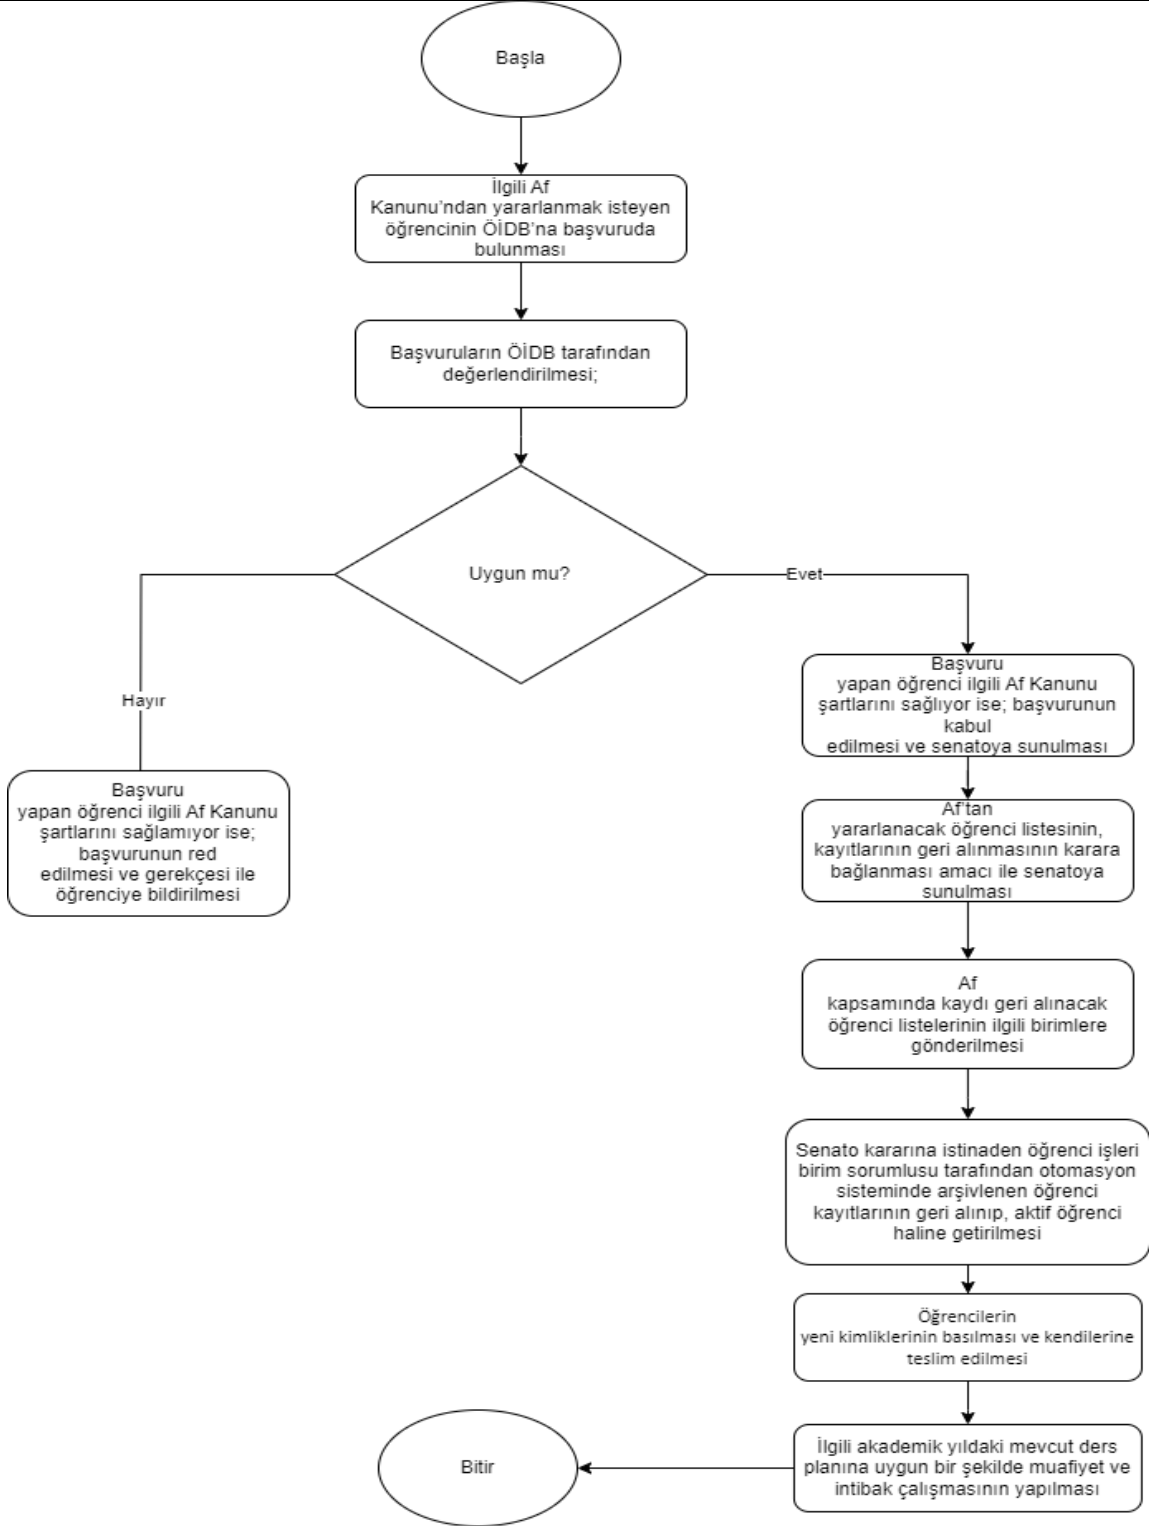 Başla
İlgili Af
Kanunu’ndan yararlanmak isteyen
öğrencinin ÖİDB’na başvuruda
bulunması
Başvuruların ÖİDB tarafından
değerlendirilmesi;
Uygun mu?
Evet
Hayır
Başvuru
yapan öğrenci ilgili Af Kanunu
şartlarını sağlamıyor ise;
başvurunun red
edilmesi ve gerekçesi ile
öğrenciye bildirilmesi
Başvuru
yapan öğrenci ilgili Af Kanunu
şartlarını sağlıyor ise; başvurunun
kabul
edilmesi ve senatoya sunulması
Af’tan
yararlanacak öğrenci listesinin,
kayıtlarının geri alınmasının karara
bağlanması amacı ile senatoya
sunulması
Af
kapsamında kaydı geri alınacak
öğrenci listelerinin ilgili birimlere
gönderilmesi
Senato kararına istinaden öğrenci işleri
birim sorumlusu tarafından otomasyon
sisteminde arşivlenen öğrenci
kayıtlarının geri alınıp, aktif öğrenci
haline getirilmesi
Öğrencilerin
yeni kimliklerinin basılması ve kendilerine
teslim edilmesi
İlgili akademik yıldaki mevcut ders
planına uygun bir şekilde muafiyet ve
intibak çalışmasının yapılması
Bitir